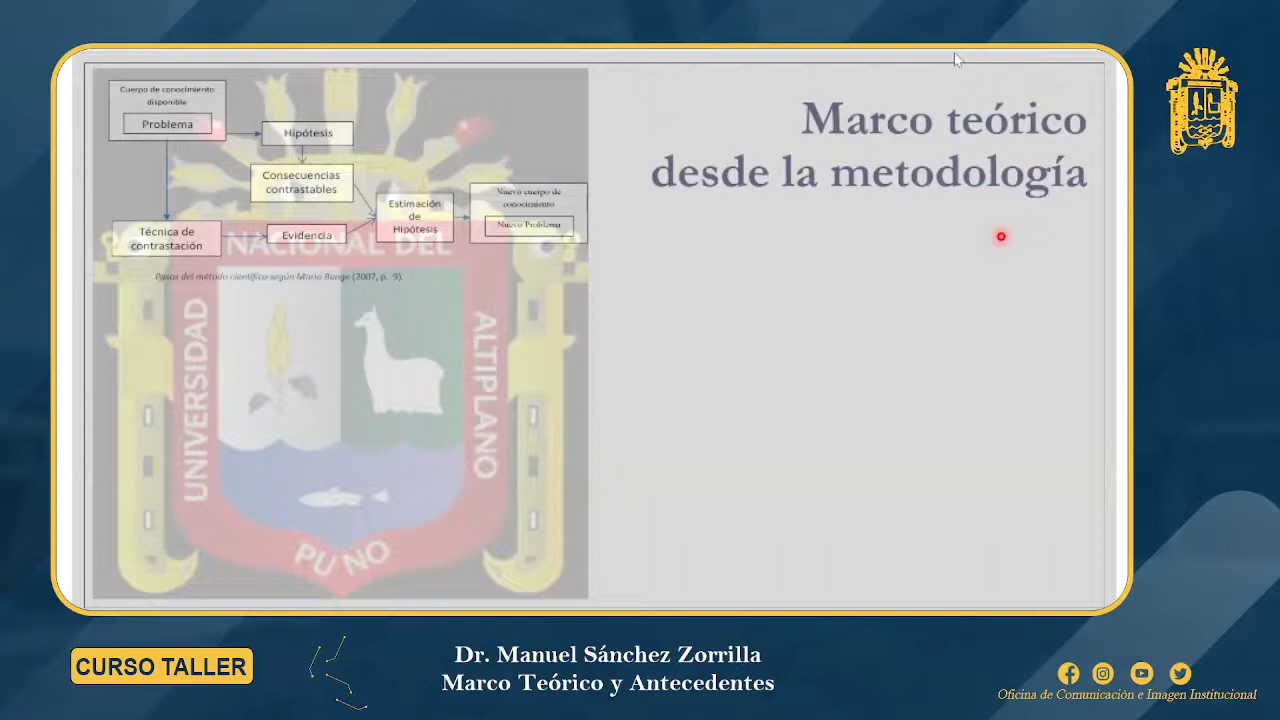 Cuerpo de conocimiento
disponible
Problema
Hipótesis
Consecuencias
contrastables
Técnica de
contrastación
Evidencia
Estimación
de
Hipótesis
Nuevo cuerpo de
conocimiento
Nuevo Problema
Pasos del método científico según Mario Bunge (2007, p. 9).
UNIVERSIDAD
NACIONAL DEL
ALTIPLANO
PUNO
Marco teórico
desde la metodología
CURSO TALLER
Dr. Manuel Sánchez Zorrilla
Marco Teórico y Antecedentes
Oficina de Comunicación e Imagen Institucional